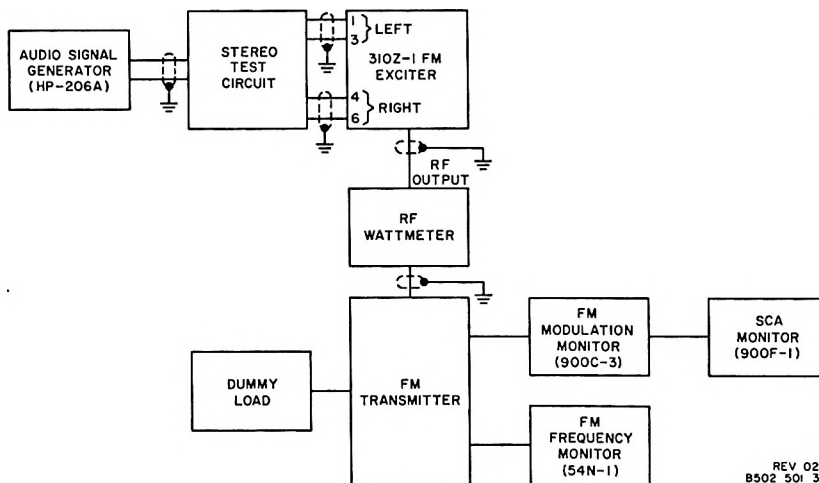 AUDIO SIGNAL
GENERATOR
(HP-206A)
STEREO
TEST
CIRCUIT
1
3
LEFT
4
6
RIGHT
310Z-1 FM
EXCITER
RF
OUTPUT
RF
WATTMETER
DUMMY
LOAD
FM
TRANSMITTER
FM
MODULATION
MONITOR
(900C-3)
SCA
MONITOR
(900F-1)
FM
FREQUENCY
MONITOR
(54N-1)
REV 02
B502 501 3